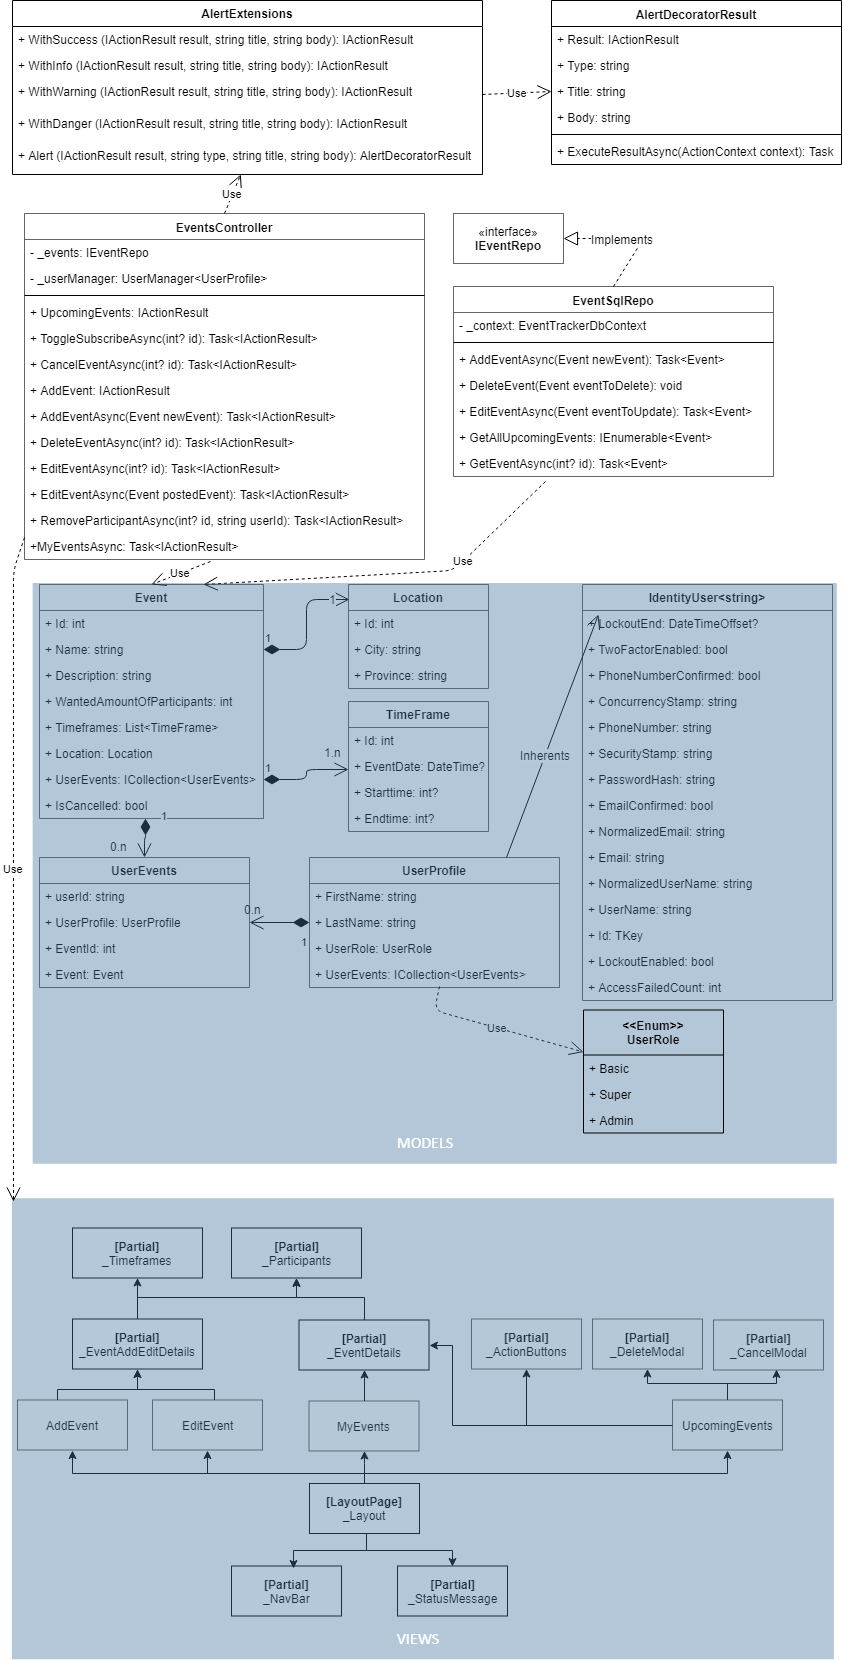 AlertExtensions
+ WithSuccess (IActionResult result, string title, string body): IActionResult
+ WithInfo (IActionResult result, string title, string body): IActionResult
+ WithWarning (IActionResult result, string title, string body): IActionResult
+ WithDanger (IActionResult result, string title, string body): IActionResult
+ Alert (IActionResult result, string type, string title, string body): AlertDecoratorResult
Use
AlertDecoratorResult
+ Result: IActionResult
+ Type: string
+ Title: string
+ Body: string
+ ExecuteResultAsync(ActionContext context): Task
Use
EventsController
- _events: IEventRepo
- _userManager: UserManager<UserProfile>
+ UpcomingEvents: IActionResult
+ ToggleSubscribeAsync(int? id): Task<IActionResult>
+ CancelEventAsync(int? id): Task<IActionResult>
+ AddEvent: IActionResult
+ AddEventAsync(Event newEvent): Task<IActionResult>
+ DeleteEventAsync(int? id): Task<IActionResult>
+ EditEventAsync(int? id): Task<IActionResult>
+ EditEventAsync(Event postedEvent): Task<IActionResult>
+ RemoveParticipantAsync(int? id, string userId): Task<IActionResult>
+MyEventsAsync: Task<IActionResult>
«interface»
IEventRepo
Implements
EventSqlRepo
- _context: EventTrackerDbContext
+ AddEventAsync(Event newEvent): Task<Event>
+ DeleteEvent(Event eventToDelete): void
+ EditEventAsync(Event eventToUpdate): Task<Event>
+ GetAllUpcomingEvents: IEnumerable<Event>
+ GetEventAsync(int? id): Task<Event>
Use
Use
Event
+ Id: int
+ Name: string
+ Description: string
+ WantedAmountOfParticipants: int
+ Timeframes: List<TimeFrame>
+ Location: Location
+ UserEvents: ICollection<UserEvents>
+ IsCancelled: bool
1
1
Location
+ Id: int
+ City: string
+ Province: string
1
1.n
TimeFrame
+ Id: int
+ EventDate: DateTime?
+ Starttime: int?
+ Endtime: int?
IdentityUser<string>
+ LockoutEnd: DateTimeOffset?
+ TwoFactorEnabled: bool
+ PhoneNumberConfirmed: bool
+ ConcurrencyStamp: string
+ PhoneNumber: string
+ SecurityStamp: string
+ PasswordHash: string
+ EmailConfirmed: bool
+ NormalizedEmail: string
+ Email: string
+ NormalizedUserName: string
+ UserName: string
+ Id: TKey
+ LockoutEnabled: bool
+ AccessFailedCount: int
Inherents
1
0.n
Use
UserEvents
+ userId: string
+ UserProfile: UserProfile
+ EventId: int
+ Event: Event
0.n
1
UserProfile
+ FirstName: string
+ LastName: string
+ UserRole: UserRole
+ UserEvents: ICollection<UserEvents>
Use
<<Enum>>
UserRole
+ Basic
+ Super
+ Admin
MODELS
[Partial]
_Timeframes
[Partial]
_Participants
[Partial]
_EventAddEditDetails
[Partial]
_EventDetails
[Partial]
_ActionButtons
[Partial]
_DeleteModal
[Partial]
_CancelModal
AddEvent
EditEvent
MyEvents
UpcomingEvents
[LayoutPage]
_Layout
[Partial]
_NavBar
[Partial]
_StatusMessage
VIEWS